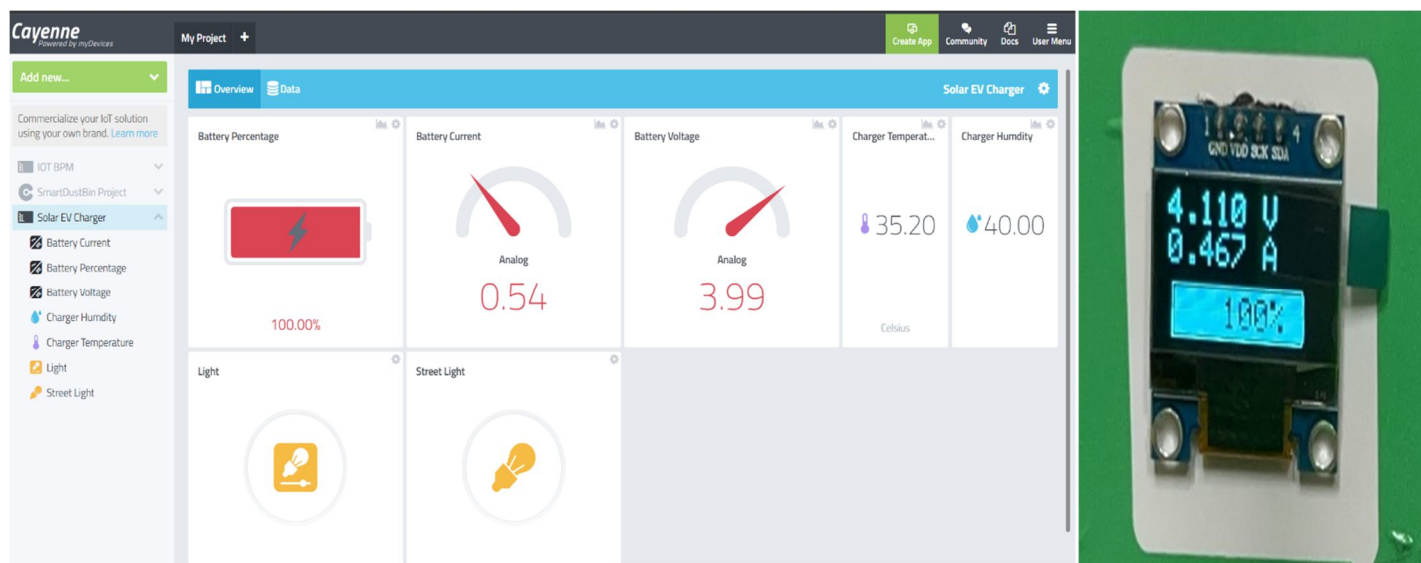 Cayenne
Powered by myDevices
My Project +
Create App
Community
Docs
User Menu
Add new...
Commercialize your IoT solution
using your own brand. Learn more
IOT BPM
SmartDustBin Project
Solar EV Charger
Battery Current
Battery Percentage
Battery Voltage
Charger Humdity
Charger Temperature
Light
Street Light
Overview
Data
Solar EV Charger
Battery Percentage
100.00%
Battery Current
Analog
0.54
Battery Voltage
Analog
3.99
Charger Temperat...
35.20
Celsius
Charger Humdity
40.00
Light
Street Light
1 4
GND VDD SCK SDA
4.110 V
0.467 A
100%